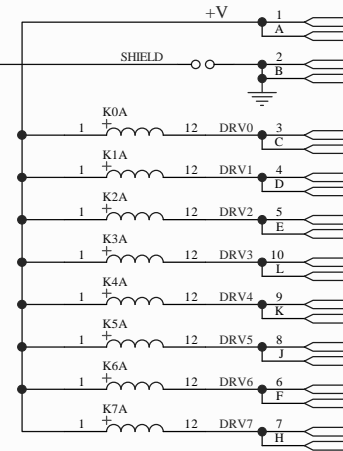 +V 1
A
SHIELD 2
B
K0A
+
1 12 DRV0 3
C
K1A
+
1 12 DRV1 4
D
K2A
+
1 12 DRV2 5
E
K3A
+
1 12 DRV3 10
L
K4A
+
1 12 DRV4 9
K
K5A
+
1 12 DRV5 8
J
K6A
+
1 12 DRV6 6
F
K7A
+
1 12 DRV7 7
H